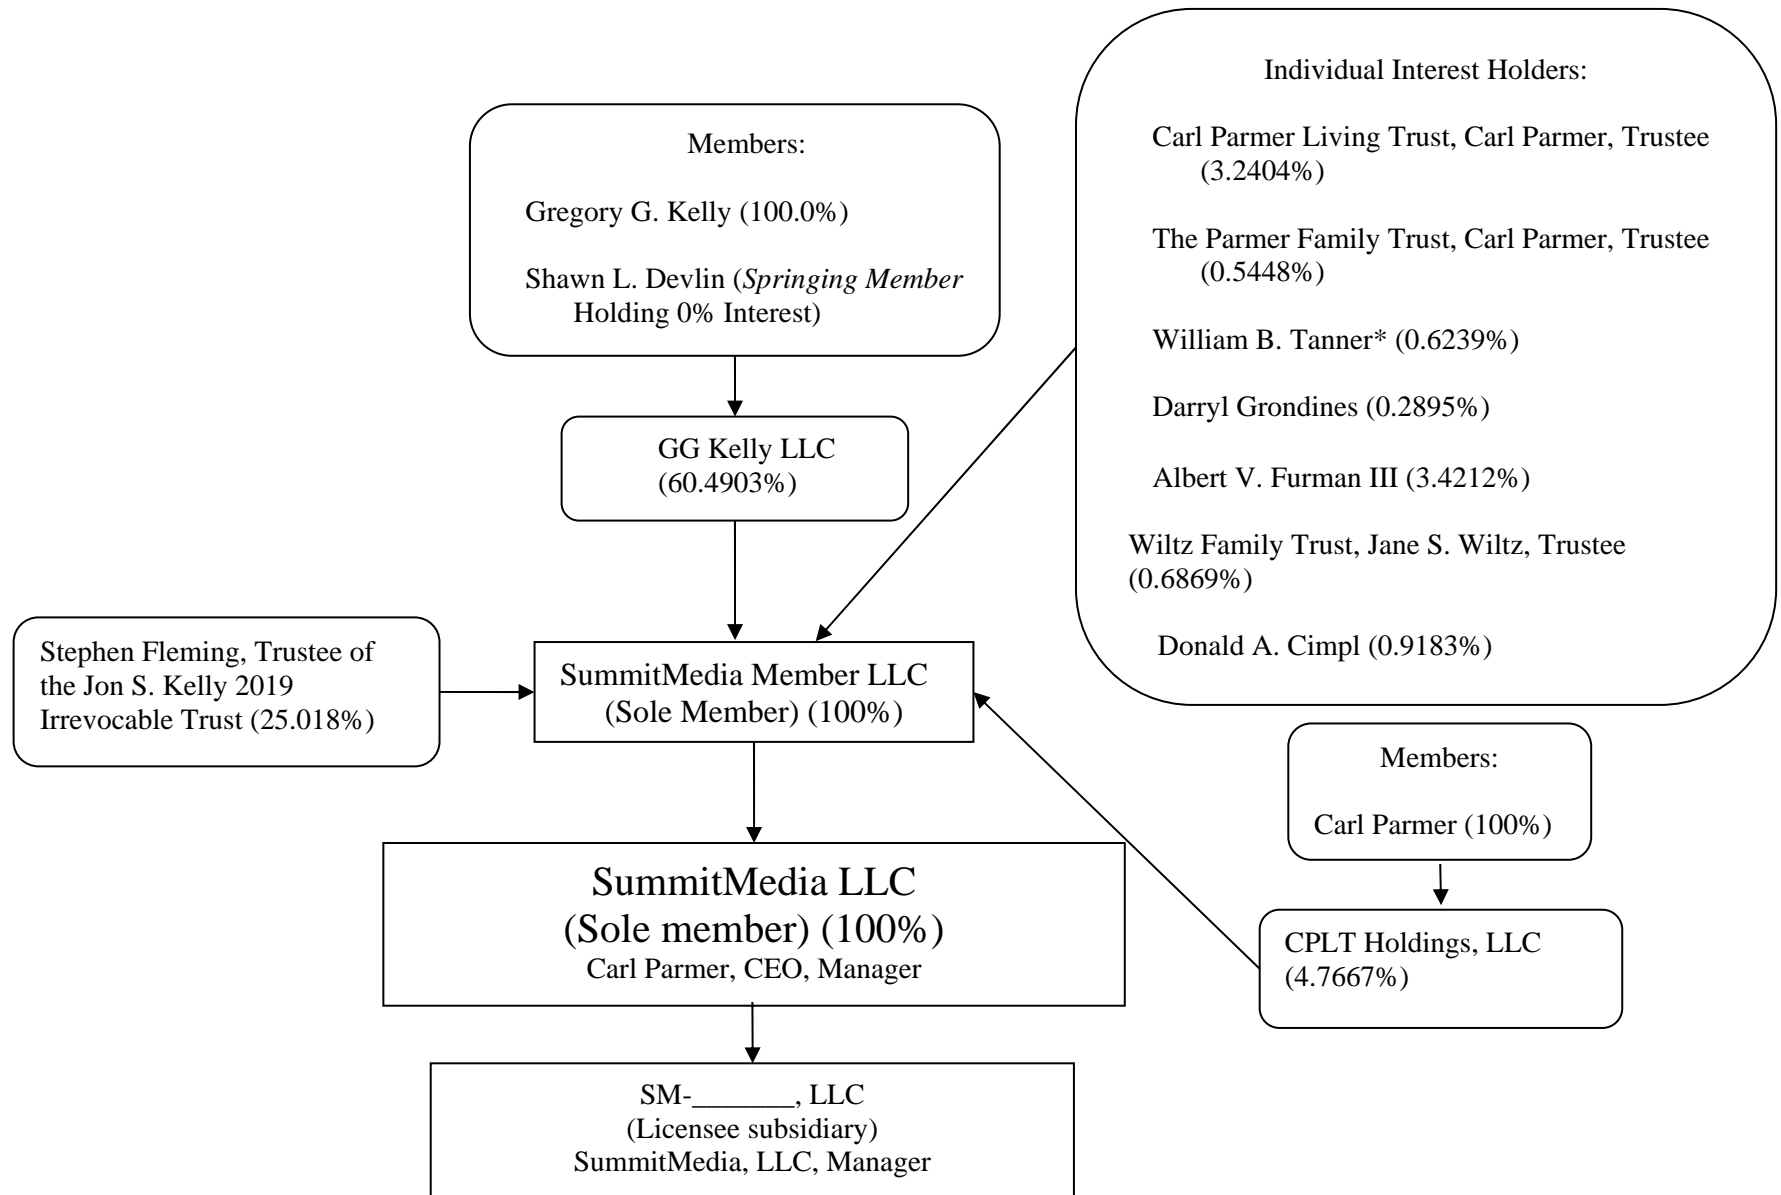 Individual Interest Holders:
Carl Parmer Living Trust, Carl Parmer, Trustee
(3.2404%)
The Parmer Family Trust, Carl Parmer, Trustee
(0.5448%)
William B. Tanner* (0.6239%)
Darryl Grondines (0.2895%)
Albert V. Furman III (3.4212%)
Wiltz Family Trust, Jane S. Wiltz, Trustee
(0.6869%)
Donald A. Cimpl (0.9183%)
Members:
Gregory G. Kelly (100.0%)
Shawn L. Devlin (Springing Member
Holding 0% Interest)
GG Kelly LLC
(60.4903%)
Stephen Fleming, Trustee of
the Jon S. Kelly 2019
Irrevocable Trust (25.018%)
SummitMedia Member LLC
(Sole Member) (100%)
Members:
Carl Parmer (100%)
CPLT Holdings, LLC
(4.7667%)
SummitMedia LLC
(Sole member) (100%)
Carl Parmer, CEO, Manager
SM-_______, LLC
(Licensee subsidiary)
SummitMedia, LLC, Manager